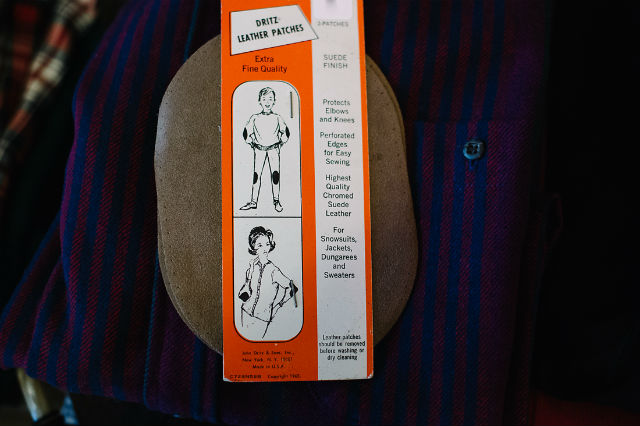 DRITZ
LEATHER PATCHES
Extra
Fine Quality
2-PATCHES
SUEDE
FINISH
Protects
Elbows
and Knees
Perforated
Edges
for Easy
Sewing
Highest
Quality
Chromed
Suede
Leather
For
Snowsuits,
Jackets,
Dungarees
and
Sweaters
Leather patches
should be removed
before washing or
dry cleaning
John Dritz & Sons, Inc.,
New York, N. Y. 10001
Made in U.S.A.
Copyright